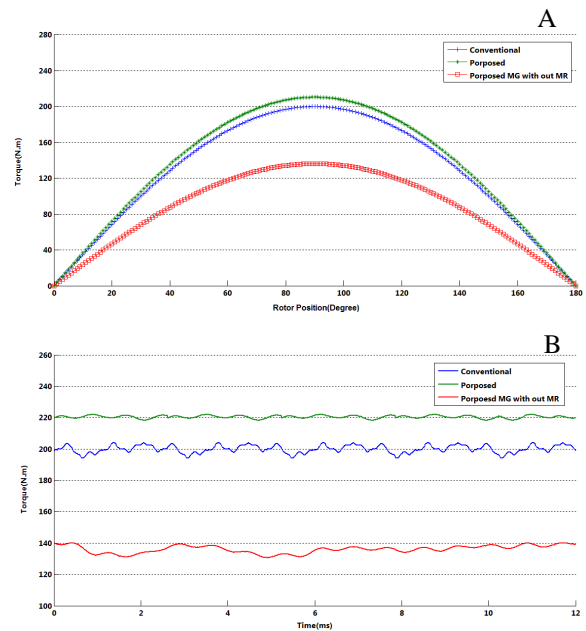 A
280
240
200
160
120
80
40
0
Torque(N.m)
0 20 40 60 80 100 120 140 160 180
Rotor Position(Degree)
Conventional
Porposed
Porposed MG with out MR
B
260
240
220
200
180
160
140
120
100
Torque(N.m)
0 2 4 6 8 10 12
Time(ms)
Conventional
Porposed
Porpoesd MG with out MR